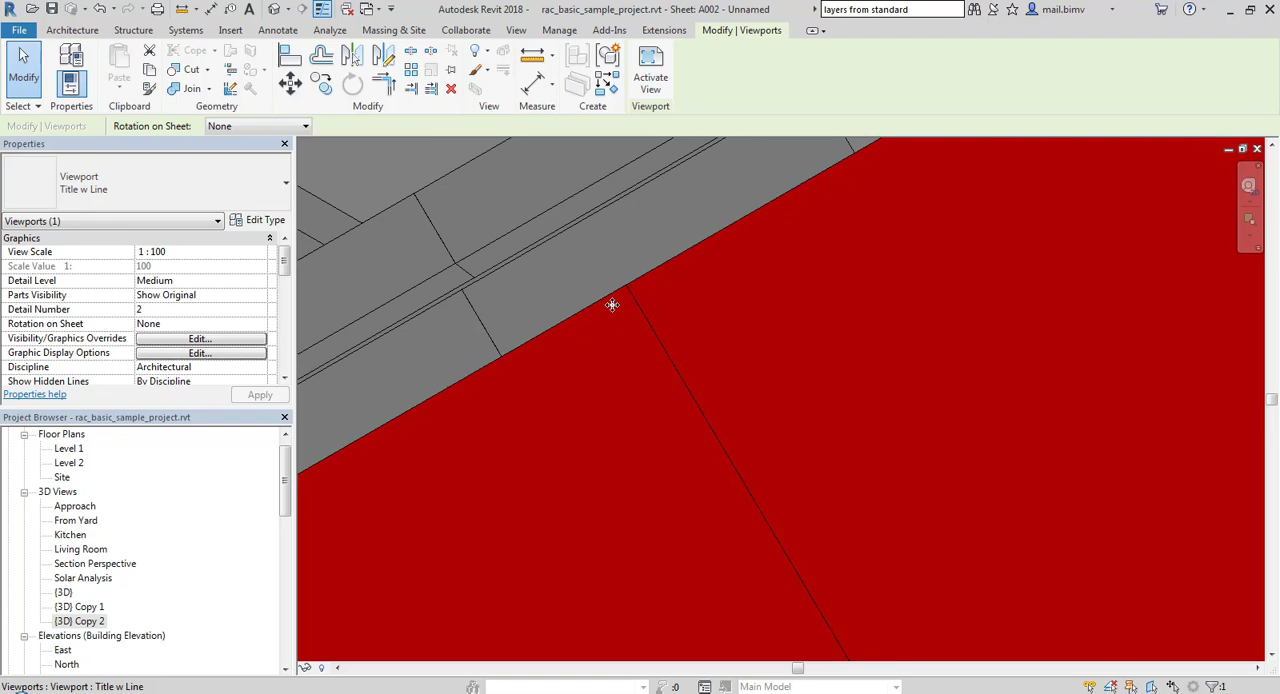 Autodesk Revit 2018 - rac_basic_sample_project.rvt - Sheet: A002 - Unnamed
layers from standard
mail.bimv
File Architecture Structure Systems Insert Annotate Analyze Massing & Site Collaborate View Manage Add-Ins Extensions Modify | Viewports
Modify
Paste
Cope
Cut
Join
Activate
View
Select Properties Clipboard Geometry Modify View Measure Create Viewport
Modify | Viewports Rotation on Sheet: None
Properties
Viewport
Title w Line
Viewports (1) Edit Type
Graphics
View Scale 1 : 100
Scale Value 1: 100
Detail Level Medium
Parts Visibility Show Original
Detail Number 2
Rotation on Sheet None
Visibility/Graphics Overrides Edit...
Graphic Display Options Edit...
Discipline Architectural
Show Hidden Lines By Discipline
Properties help Apply
Project Browser - rac_basic_sample_project.rvt
Floor Plans
Level 1
Level 2
Site
3D Views
Approach
From Yard
Kitchen
Living Room
Section Perspective
Solar Analysis
{3D}
{3D} Copy 1
{3D} Copy 2
Elevations (Building Elevation)
East
North
Viewports : Viewport : Title w Line :0 Main Model :1